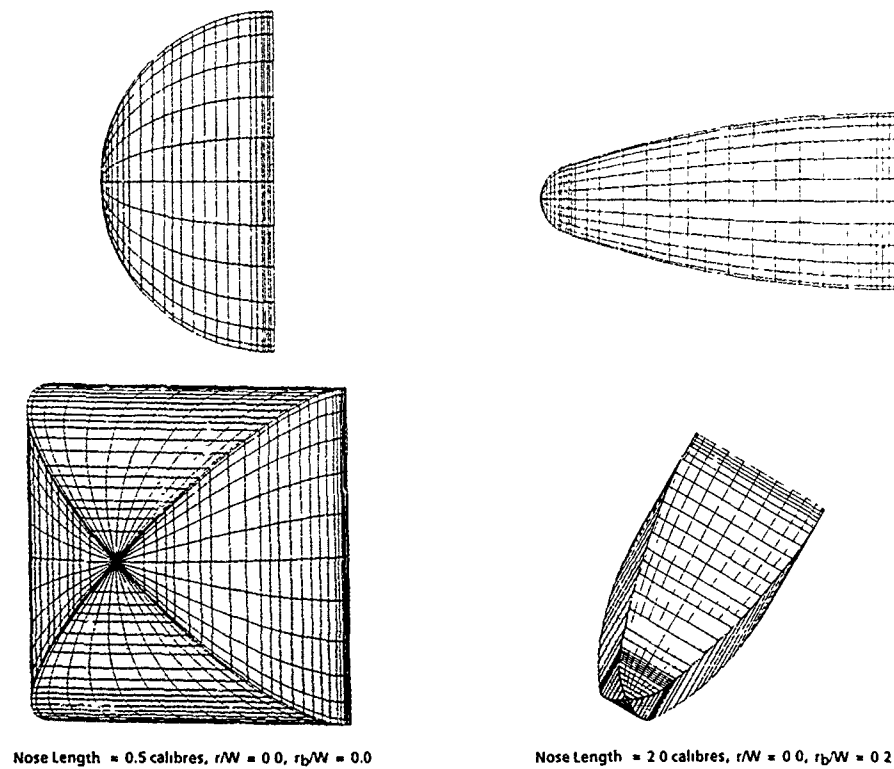 Nose Length = 0.5 calibres, r/W = 0 0, rb/W = 0.0
Nose Length = 2 0 calibres, r/W = 0 0, rb/W = 0 2